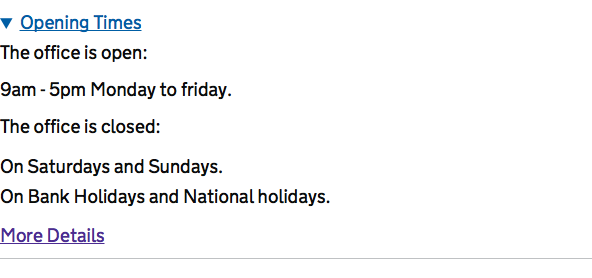 Opening Times
The office is open:
9am - 5pm Monday to friday.
The office is closed:
On Saturdays and Sundays.
On Bank Holidays and National holidays.
More Details